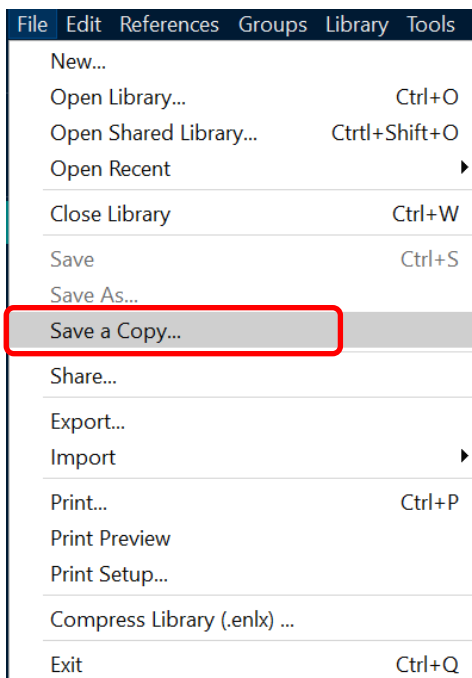 File Edit References Groups Library Tools
New...
Open Library... Ctrl+O
Open Shared Library... Ctrtl+Shift+O
Open Recent
Close Library Ctrl+W
Save Ctrl+S
Save As...
Save a Copy...
Share...
Export...
Import
Print... Ctrl+P
Print Preview
Print Setup...
Compress Library (.enlx) ...
Exit Ctrl+Q